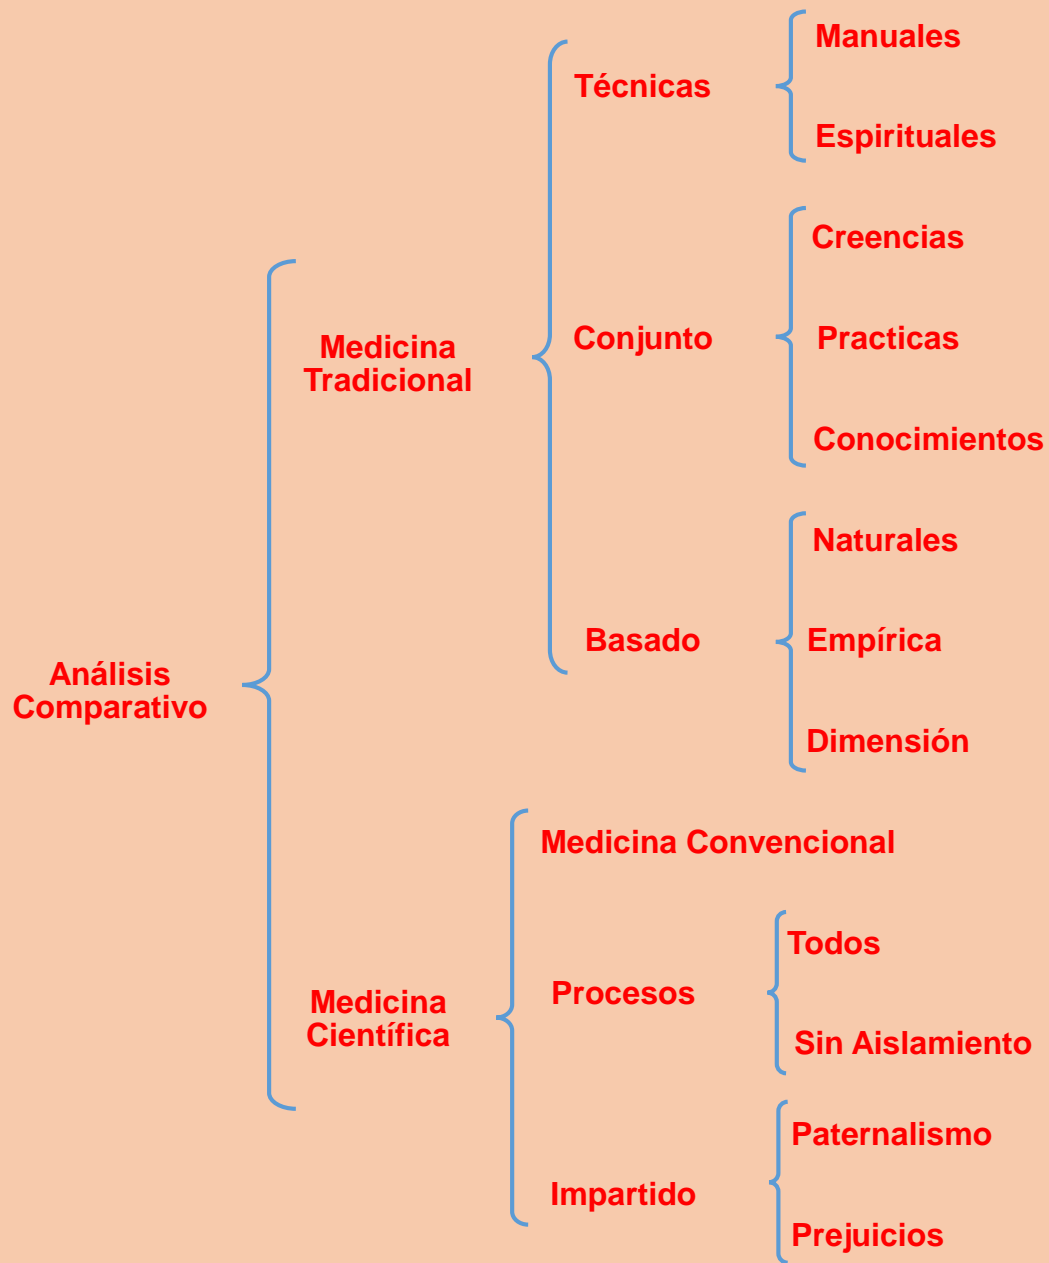 Análisis
Comparativo
Medicina
Tradicional
Técnicas
Manuales
Espirituales
Conjunto
Creencias
Practicas
Conocimientos
Basado
Naturales
Empírica
Dimensión
Medicina
Científica
Medicina Convencional
Procesos
Todos
Sin Aislamiento
Impartido
Paternalismo
Prejuicios